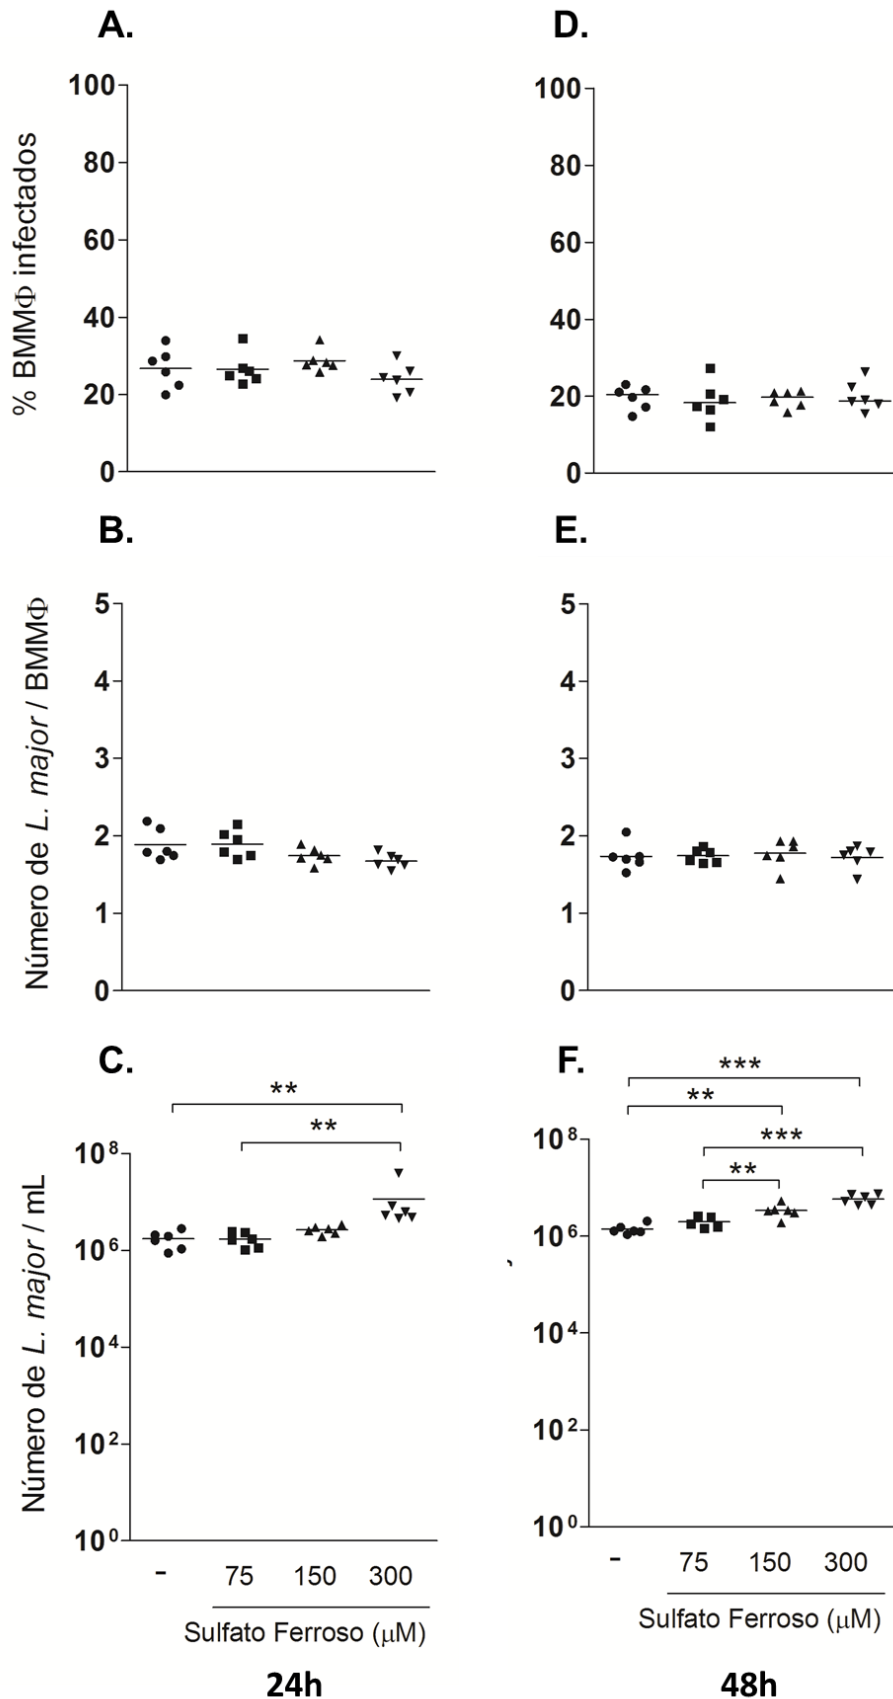 A.
% BMMΦ infectados
100
80
60
40
20
0
D.
100
80
60
40
20
0
B.
Número de L. major / BMMΦ
5
4
3
2
1
0
E.
5
4
3
2
1
0
C.
Número de L. major / mL
**
**
10⁸
10⁶
10⁴
10²
10⁰
- 75 150 300
Sulfato Ferroso (μM)
24h
F.
***
**
***
**
10⁸
10⁶
10⁴
10²
10⁰
- 75 150 300
Sulfato Ferroso (μM)
48h